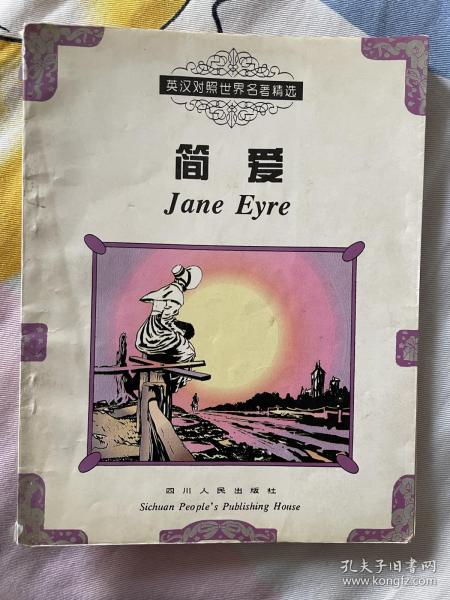 英汉对照世界名著精选
简爱
Jane Eyre
四川人民出版社
Sichuan People's Publishing House
孔夫子旧书网
www.kongfz.com